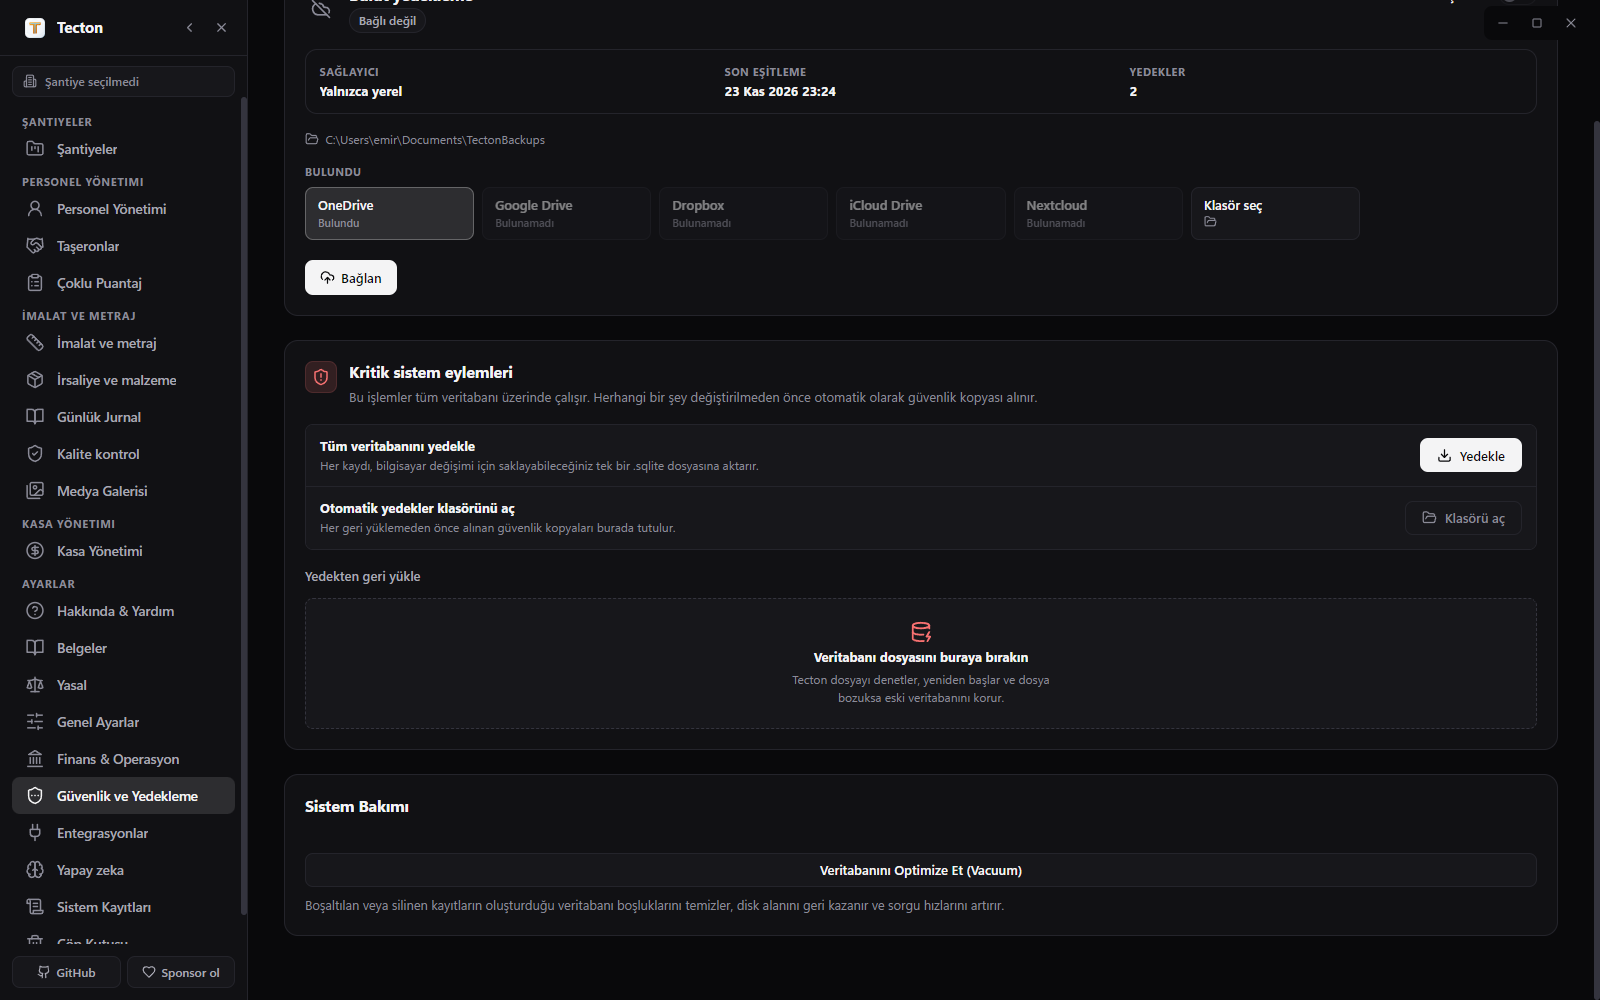 Tecton
Şantiye seçilmedi
ŞANTIYELER
Şantiyeler
PERSONEL YÖNETIMI
Personel Yönetimi
Taşeronlar
Çoklu Puantaj
İMALAT VE METRAJ
İmalat ve metraj
İrsaliye ve malzeme
Günlük Jurnal
Kalite kontrol
Medya Galerisi
KASA YÖNETIMI
Kasa Yönetimi
AYARLAR
Hakkında & Yardım
Belgeler
Yasal
Genel Ayarlar
Finans & Operasyon
Güvenlik ve Yedekleme
Entegrasyonlar
Yapay zeka
Sistem Kayıtları
GitHub
Sponsor ol
Bağlı değil
SAĞLAYICI
Yalnızca yerel
SON EŞİTLEME
23 Kas 2026 23:24
YEDEKLER
2
C:\Users\emir\Documents\TectonBackups
BULUNDU
OneDrive
Bulundu
Google Drive
Bulunamadı
Dropbox
Bulunamadı
iCloud Drive
Bulunamadı
Nextcloud
Bulunamadı
Klasör seç
Bağlan
Kritik sistem eylemleri
Bu işlemler tüm veritabanı üzerinde çalışır. Herhangi bir şey değiştirilmeden önce otomatik olarak güvenlik kopyası alınır.
Tüm veritabanını yedekle
Her kaydı, bilgisayar değişimi için saklayabileceğiniz tek bir .sqlite dosyasına aktarır.
Yedekle
Otomatik yedekler klasörünü aç
Her geri yüklemeden önce alınan güvenlik kopyaları burada tutulur.
Klasörü aç
Yedekten geri yükle
Veritabanı dosyasını buraya bırakın
Tecton dosyayı denetler, yeniden başlar ve dosya
bozuksa eski veritabanını korur.
Sistem Bakımı
Veritabanını Optimize Et (Vacuum)
Boşaltılan veya silinen kayıtların oluşturduğu veritabanı boşluklarını temizler, disk alanını geri kazanır ve sorgu hızlarını artırır.